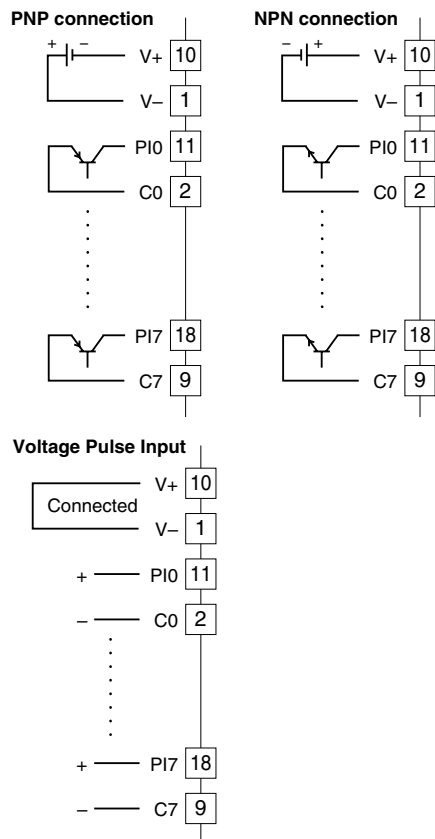 PNP connection
+ – V+ 10
V– 1
PI0 11
C0 2
PI7 18
C7 9
NPN connection
– + V+ 10
V– 1
PI0 11
C0 2
PI7 18
C7 9
Voltage Pulse Input
V+ 10
Connected
V– 1
+ PI0 11
– C0 2
+ PI7 18
– C7 9